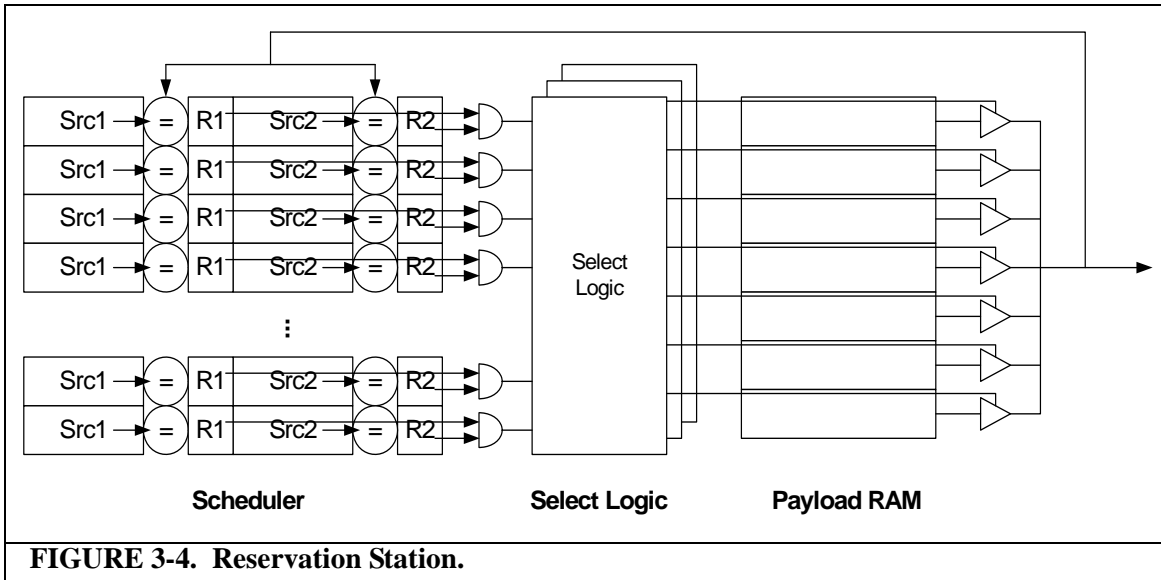 Src1 = R1 Src2 = R2
Src1 = R1 Src2 = R2
Src1 = R1 Src2 = R2
Src1 = R1 Src2 = R2
Select
Logic
...
Src1 = R1 Src2 = R2
Src1 = R1 Src2 = R2
Scheduler Select Logic Payload RAM
FIGURE 3-4. Reservation Station.